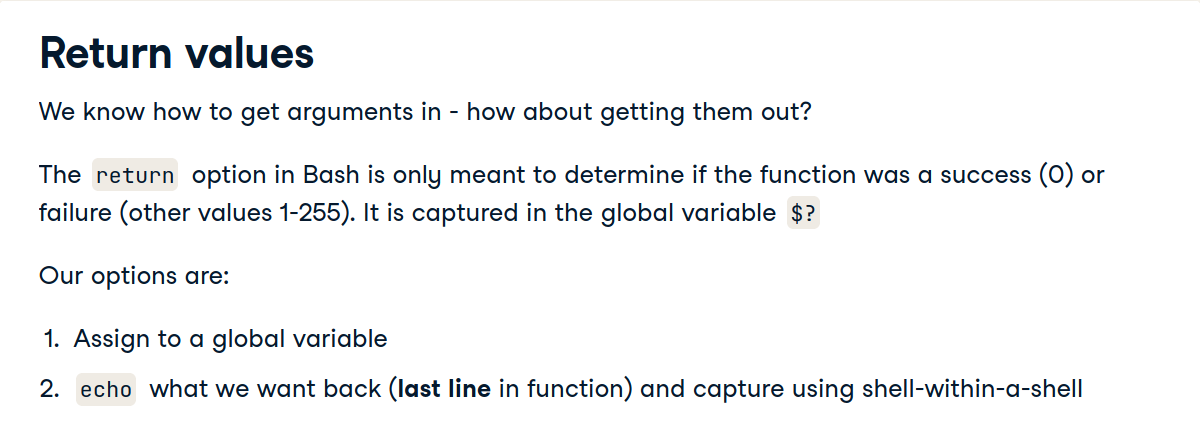 Return values
We know how to get arguments in - how about getting them out?
The return option in Bash is only meant to determine if the function was a success (0) or
failure (other values 1-255). It is captured in the global variable $?
Our options are:
1. Assign to a global variable
2. echo what we want back (last line in function) and capture using shell-within-a-shell